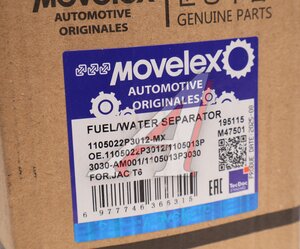 Movelex
AUTOMOTIVE
ORIGINALES
GENUINE PARTS
Movelex
AUTOMOTIVE
ORIGINALES
FUEL/WATER SEPARATOR
1105022P3012-MX
195115
OE.1105022P3012/1105013P
M47501
3030-AM001/1105013P3030
FOR.JAC T6
6 977746 365315
EAC
TecDoc